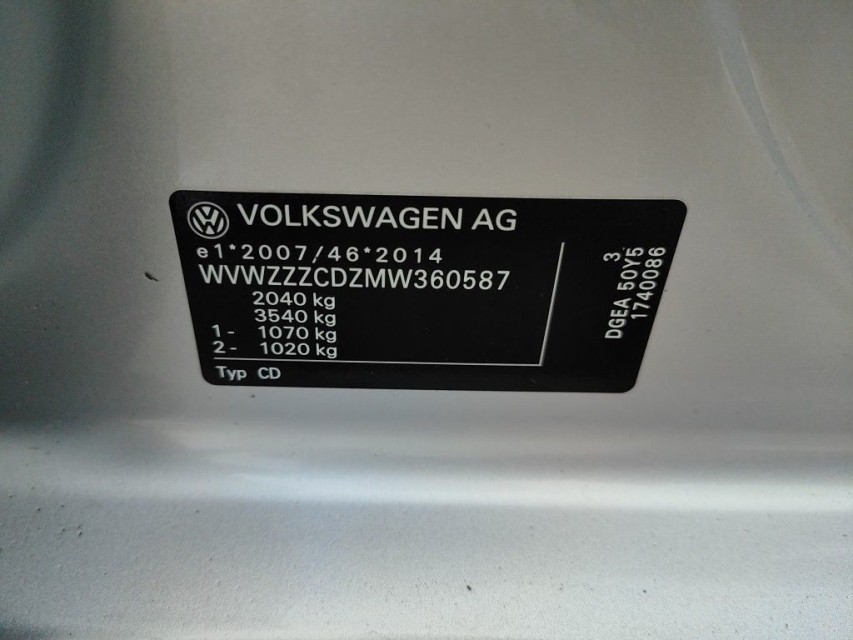 VOLKSWAGEN AG
e1*2007/46*2014
WVWZZZCDZMW360587
2040 kg
3540 kg
1- 1070 kg
2- 1020 kg
Typ CD
3
DGEA 50Y5
1740086